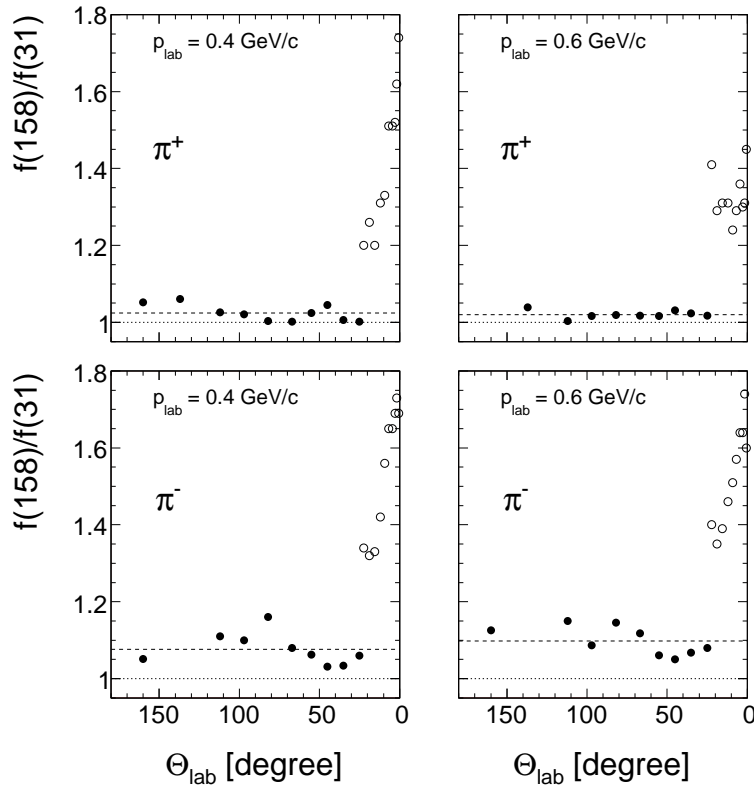 f(158)/f(31)
1.8
1.6
1.4
1.2
1
p_lab = 0.4 GeV/c
π⁺
p_lab = 0.6 GeV/c
π⁺
f(158)/f(31)
1.8
1.6
1.4
1.2
1
p_lab = 0.4 GeV/c
π⁻
p_lab = 0.6 GeV/c
π⁻
150 100 50 0
150 100 50 0
Θ_lab [degree]
Θ_lab [degree]